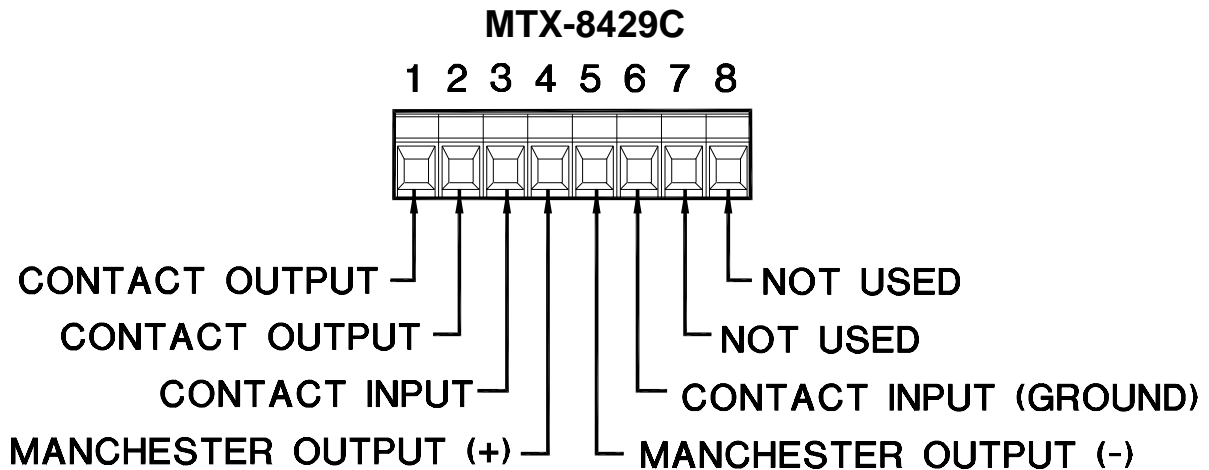 MTX-8429C
1 2 3 4 5 6 7 8
CONTACT OUTPUT
NOT USED
CONTACT OUTPUT
NOT USED
CONTACT INPUT
CONTACT INPUT (GROUND)
MANCHESTER OUTPUT (+)
MANCHESTER OUTPUT (-)